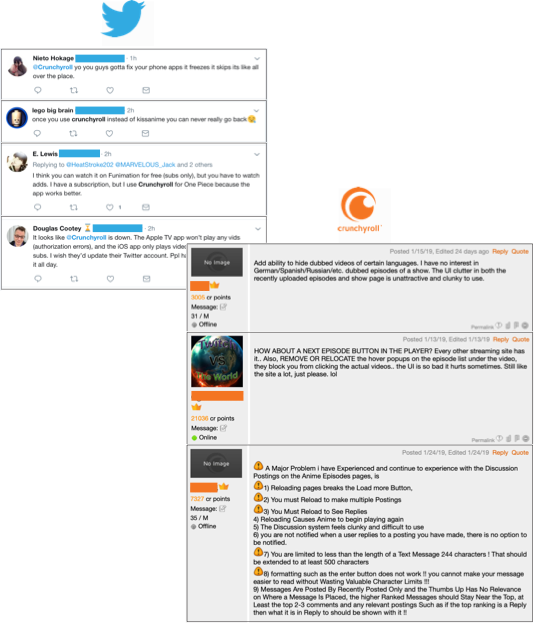 Nieto Hokage · 1h
@Crunchyroll yo you guys gotta fix your phone apps it freezes it skips its like all
over the place.
lego big brain · 2h
once you use crunchyroll instead of kissanime you can never really go back
E. Lewis · 2h
Replying to @HeatStroke202 @MARVELOUS_Jack and 2 others
I think you can watch it on Funimation for free (subs only), but you have to watch
adds. I have a subscription, but I use Crunchyroll for One Piece because the
app works better.
1
Douglas Cootey ⏳ · 2h
It looks like @Crunchyroll is down. The Apple TV app won't play any vids
(authorization errors), and the iOS app only plays vide
subs. I wish they'd update their Twitter account. Ppl h
it all day.
crunchyroll
Posted 1/15/19, Edited 24 days ago Reply Quote
No Image
3005 cr points
Message:
31 / M
Offline
Add ability to hide dubbed videos of certain languages. I have no interest in
German/Spanish/Russian/etc. dubbed episodes of a show. The UI clutter in both the
recently uploaded episodes and show page is unattractive and clunky to use.
Permalink
Posted 1/13/19, Edited 1/13/19 Reply Quote
TWITCH
VS
The World
21036 cr points
Message:
Online
HOW ABOUT A NEXT EPISODE BUTTON IN THE PLAYER? Every other streaming site has
it.. Also, REMOVE OR RELOCATE the hover popups on the episode list under the video,
they block you from clicking the actual videos.. the UI is so bad it hurts sometimes. Still like
the site a lot, just please. lol
Permalink
Posted 1/24/19, Edited 1/24/19 Reply Quote
No Image
7327 cr points
Message:
35 / M
Offline
A Major Problem i have Experienced and continue to experience with the Discussion
Postings on the Anime Episodes pages, is
1) Reloading pages breaks the Load more Button,
2) You must Reload to make multiple Postings
3) You Must Reload to See Replies
4) Reloading Causes Anime to begin playing again
5) The Discussion system feels clunky and difficult to use
6) you are not notified when a user replies to a posting you have made, there is no option to
be notified.
7) You are limited to less than the length of a Text Message 244 characters ! That should
be extended to at least 500 characters
8) formatting such as the enter button does not work !! you cannot make your message
easier to read without Wasting Valuable Character Limits !!!
9) Messages Are Posted By Recently Posted Only and the Thumbs Up Has No Relevance
on Where a Message Is Placed, the higher Ranked Messages should Stay Near the Top, at
Least the top 2-3 comments and any relevant postings Such as if the top ranking is a Reply
then what it is in Reply to should be shown with it !!